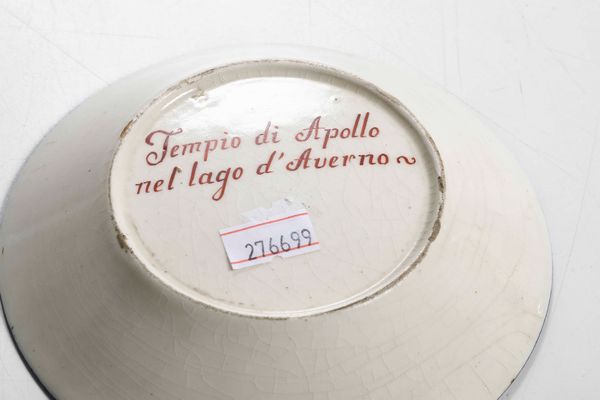 Tempio di Apollo
nel lago d'Averno ~
276699